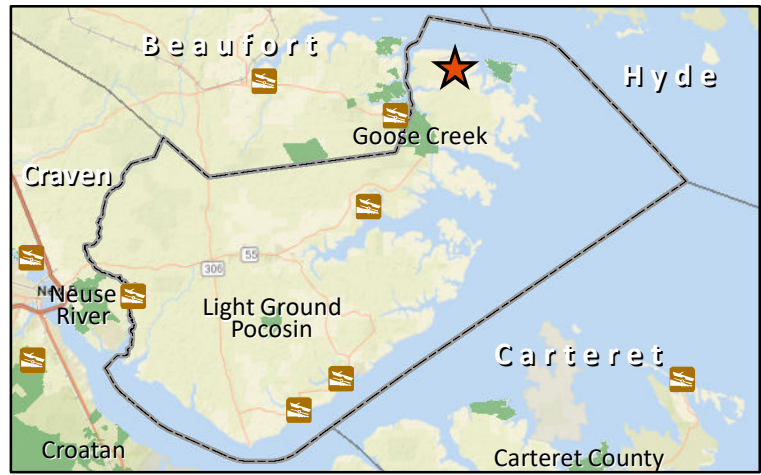 Beaufort
Hyde
Goose Creek
Craven
55
306
Neuse
River
Light Ground
Pocosin
Carteret
Croatan
Carteret County